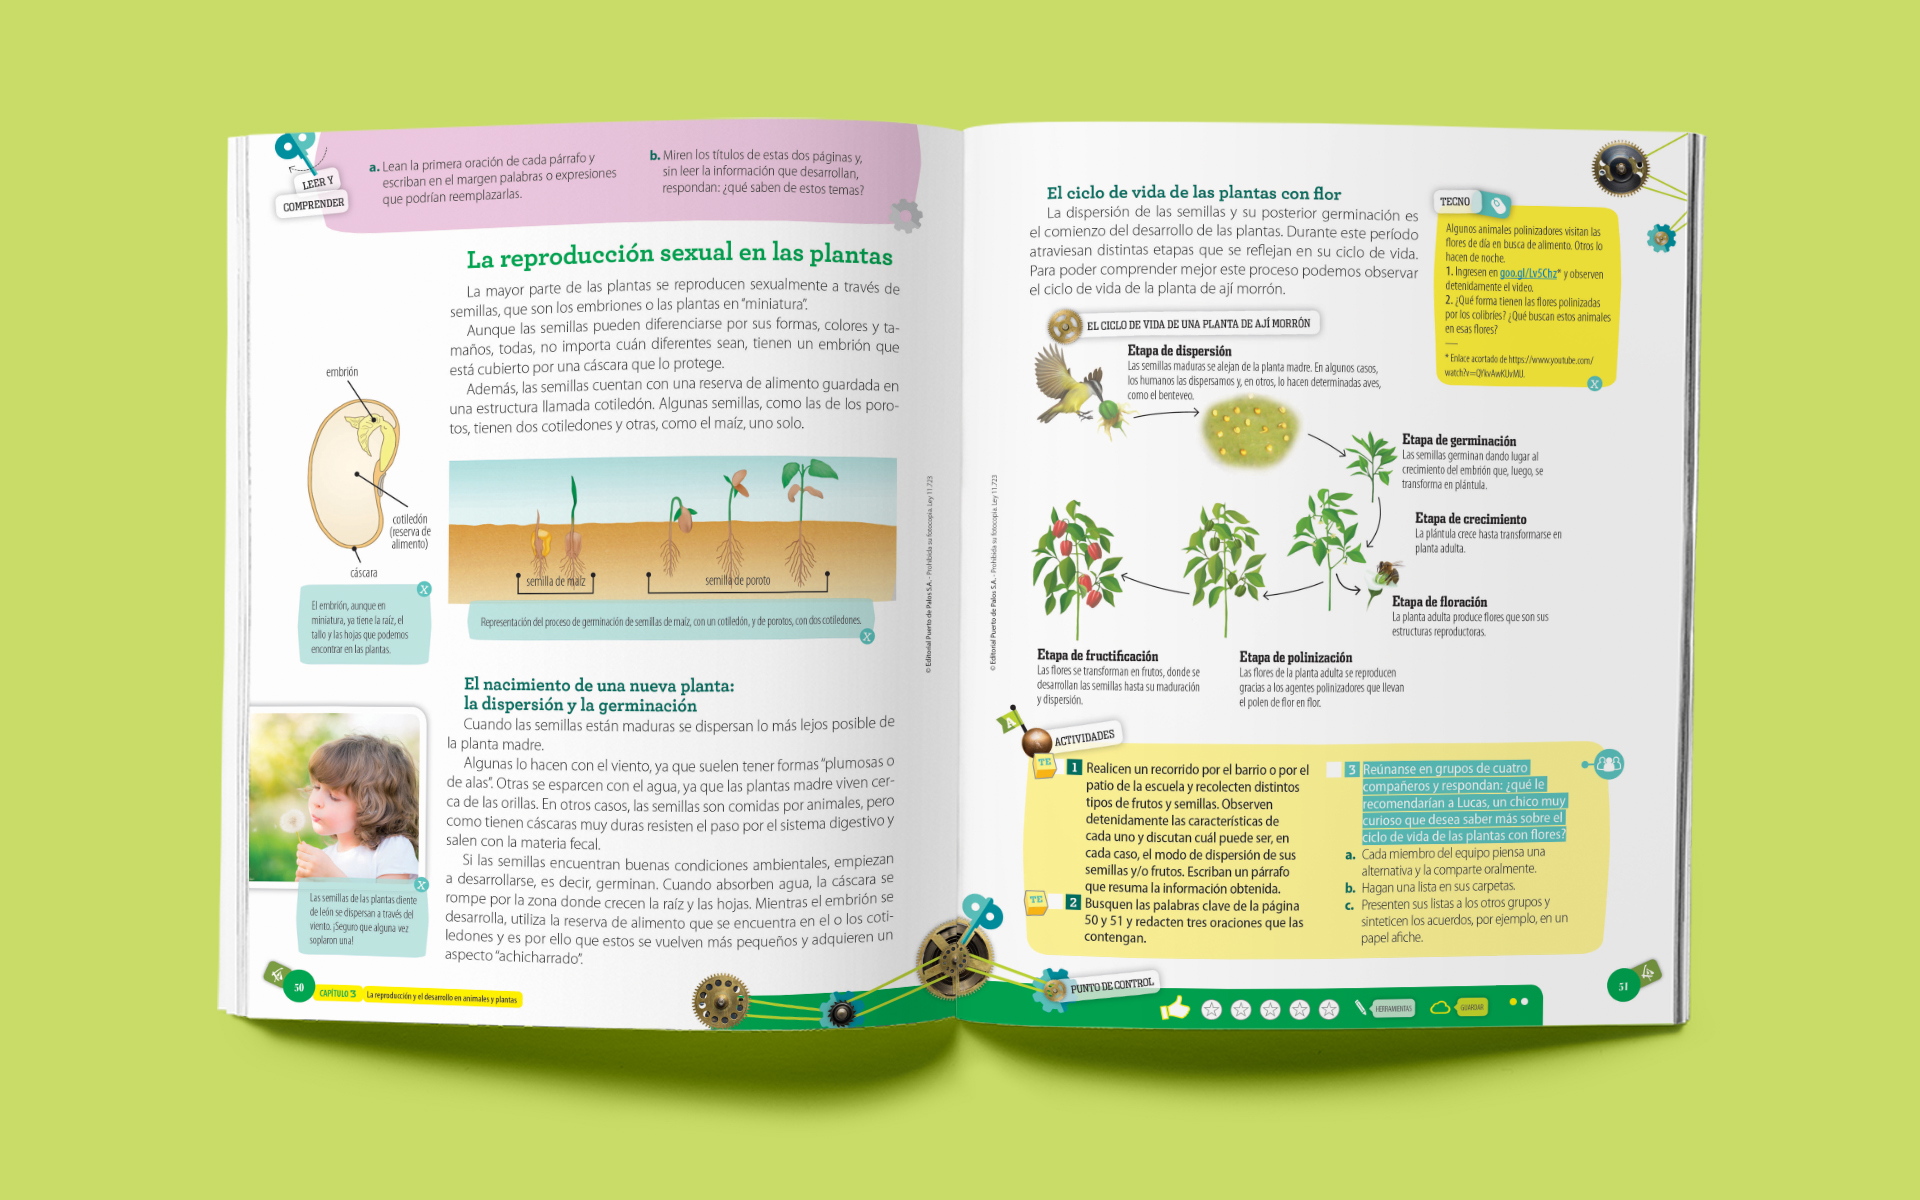 LEER Y
COMPRENDER
a. Lean la primera oración de cada párrafo y
escriban en el margen palabras o expresiones
que podrían reemplazarlas.
b. Miren los títulos de estas dos páginas y,
sin leer la información que desarrollan,
respondan: ¿qué saben de estos temas?
La reproducción sexual en las plantas
La mayor parte de las plantas se reproducen sexualmente a través de
semillas, que son los embriones o las plantas en “miniatura”.
Aunque las semillas pueden diferenciarse por sus formas, colores y ta-
maños, todas, no importa cuán diferentes sean, tienen un embrión que
está cubierto por una cáscara que lo protege.
Además, las semillas cuentan con una reserva de alimento guardada en
una estructura llamada cotiledón. Algunas semillas, como las de los poro-
tos, tienen dos cotiledones y otras, como el maíz, uno solo.
embrión
cotiledón
(reserva de
alimento)
cáscara
El embrión, aunque en
miniatura, ya tiene la raíz, el
tallo y las hojas que podemos
encontrar en las plantas.
X
semilla de maíz
semilla de poroto
Representación del proceso de germinación de semillas de maíz, con un cotiledón, y de porotos, con dos cotiledones.
X
El nacimiento de una nueva planta:
la dispersión y la germinación
Cuando las semillas están maduras se dispersan lo más lejos posible de
la planta madre.
Algunas lo hacen con el viento, ya que suelen tener formas “plumosas o
de alas”. Otras se esparcen con el agua, ya que las plantas madre viven cer-
ca de las orillas. En otros casos, las semillas son comidas por animales, pero
como tienen cáscaras muy duras resisten el paso por el sistema digestivo y
salen con la materia fecal.
Si las semillas encuentran buenas condiciones ambientales, empiezan
a desarrollarse, es decir, germinan. Cuando absorben agua, la cáscara se
rompe por la zona donde crecen la raíz y las hojas. Mientras el embrión se
desarrolla, utiliza la reserva de alimento que se encuentra en el o los coti-
ledones y es por ello que estos se vuelven más pequeños y adquieren un
aspecto “achicharrado”.
X
Las semillas de las plantas diente
de león se dispersan a través del
viento. ¡Seguro que alguna vez
soplaron una!
50
CAPÍTULO 3
La reproducción y el desarrollo en animales y plantas
© Editorial Puerto de Palos S.A. - Prohibida su fotocopia. Ley 11.723
© Editorial Puerto de Palos S.A. - Prohibida su fotocopia. Ley 11.723
El ciclo de vida de las plantas con flor
La dispersión de las semillas y su posterior germinación es
el comienzo del desarrollo de las plantas. Durante este período
atraviesan distintas etapas que se reflejan en su ciclo de vida.
Para poder comprender mejor este proceso podemos observar
el ciclo de vida de la planta de ají morrón.
TECNO
Algunos animales polinizadores visitan las
flores de día en busca de alimento. Otros lo
hacen de noche.
1. Ingresen en goo.gl/Lv5Chz* y observen
detenidamente el video.
2. ¿Qué forma tienen las flores polinizadas
por los colibríes? ¿Qué buscan estos animales
en esas flores?
* Enlace acortado de https://www.youtube.com/
watch?v=QYkvAwKUvMU.
X
EL CICLO DE VIDA DE UNA PLANTA DE AJÍ MORRÓN
Etapa de dispersión
Las semillas maduras se alejan de la planta madre. En algunos casos,
los humanos las dispersamos y, en otros, lo hacen determinadas aves,
como el benteveo.
Etapa de germinación
Las semillas germinan dando lugar al
crecimiento del embrión que, luego, se
transforma en plántula.
Etapa de crecimiento
La plántula crece hasta transformarse en
planta adulta.
Etapa de floración
La planta adulta produce flores que son sus
estructuras reproductoras.
Etapa de fructificación
Las flores se transforman en frutos, donde se
desarrollan las semillas hasta su maduración
y dispersión.
Etapa de polinización
Las flores de la planta adulta se reproducen
gracias a los agentes polinizadores que llevan
el polen de flor en flor.
A
ACTIVIDADES
TE
1 Realicen un recorrido por el barrio o por el
patio de la escuela y recolecten distintos
tipos de frutos y semillas. Observen
detenidamente las características de
cada uno y discutan cuál puede ser, en
cada caso, el modo de dispersión de sus
semillas y/o frutos. Escriban un párrafo
que resuma la información obtenida.
TE
2 Busquen las palabras clave de la página
50 y 51 y redacten tres oraciones que las
contengan.
3 Reúnanse en grupos de cuatro
compañeros y respondan: ¿qué le
recomendarían a Lucas, un chico muy
curioso que desea saber más sobre el
ciclo de vida de las plantas con flores?
a. Cada miembro del equipo piensa una
alternativa y la comparte oralmente.
b. Hagan una lista en sus carpetas.
c. Presenten sus listas a los otros grupos y
sinteticen los acuerdos, por ejemplo, en un
papel afiche.
PUNTO DE CONTROL
HERRAMIENTAS
GUARDAR
51